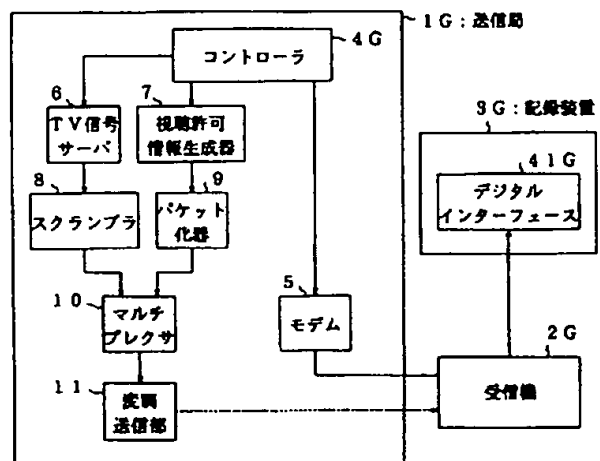 1G：送信局
4G
コントローラ
6
7
TV信号
サーバ
視聴許可
情報生成器
3G：記録装置
41G
デジタル
インターフェース
8
9
スクランブラ
パケット
化器
10
マルチ
プレクサ
5
モデム
2G
受信機
11
変調
送信部